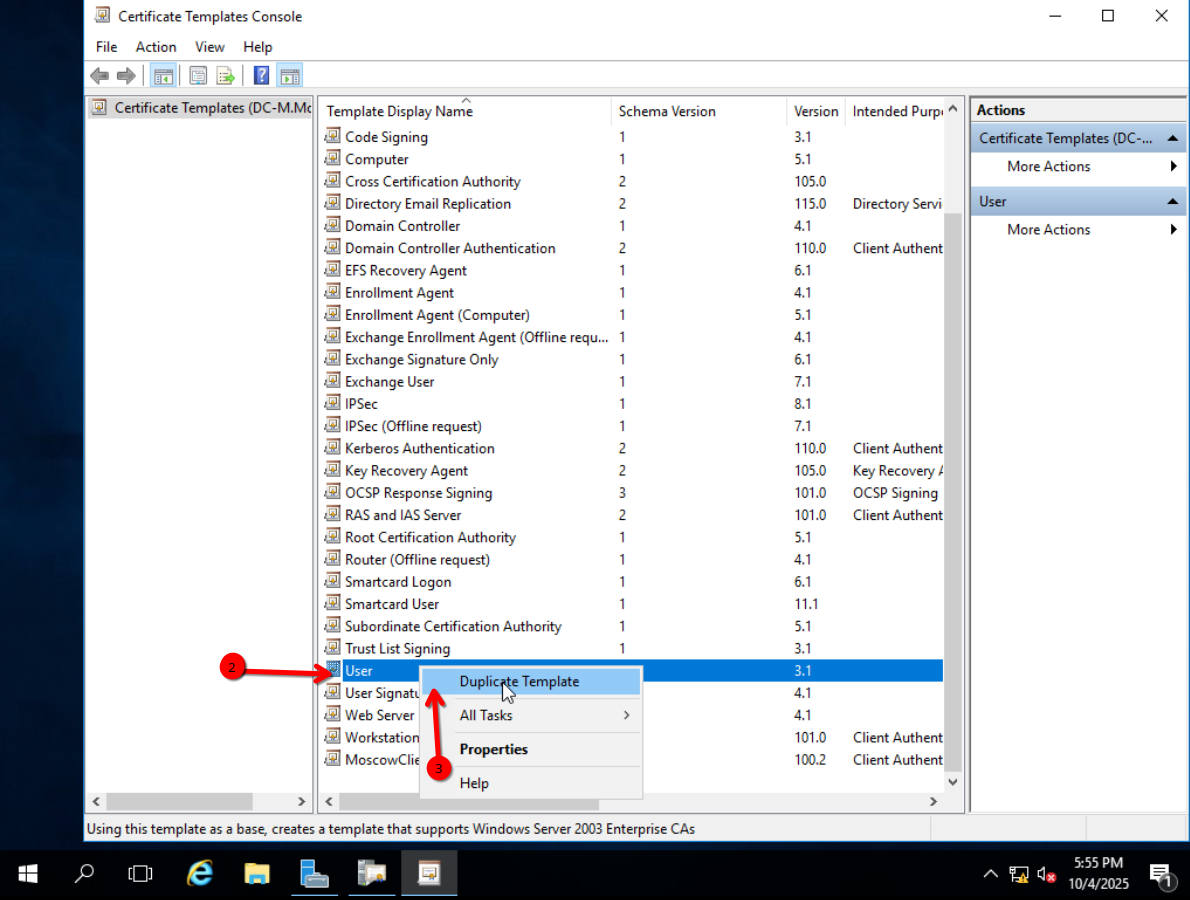 Certificate Templates Console
File Action View Help
Certificate Templates (DC-M.Mc
Template Display Name Schema Version Version Intended Purp
Code Signing 1 3.1
Computer 1 5.1
Cross Certification Authority 2 105.0
Directory Email Replication 2 115.0 Directory Servi
Domain Controller 1 4.1
Domain Controller Authentication 2 110.0 Client Authent
EFS Recovery Agent 1 6.1
Enrollment Agent 1 4.1
Enrollment Agent (Computer) 1 5.1
Exchange Enrollment Agent (Offline requ... 1 4.1
Exchange Signature Only 1 6.1
Exchange User 1 7.1
IPSec 1 8.1
IPSec (Offline request) 1 7.1
Kerberos Authentication 2 110.0 Client Authent
Key Recovery Agent 2 105.0 Key Recovery A
OCSP Response Signing 3 101.0 OCSP Signing
RAS and IAS Server 2 101.0 Client Authent
Root Certification Authority 1 5.1
Router (Offline request) 1 4.1
Smartcard Logon 1 6.1
Smartcard User 1 11.1
Subordinate Certification Authority 1 5.1
Trust List Signing 1 3.1
2
User 3.1
User Signatu 4.1
Web Server 4.1
Workstation 101.0 Client Authent
MoscowClie 100.2 Client Authent
Duplicate Template
All Tasks
Properties
Help
3
Actions
Certificate Templates (DC-...
More Actions
User
More Actions
Using this template as a base, creates a template that supports Windows Server 2003 Enterprise CAs
5:55 PM
10/4/2025
1